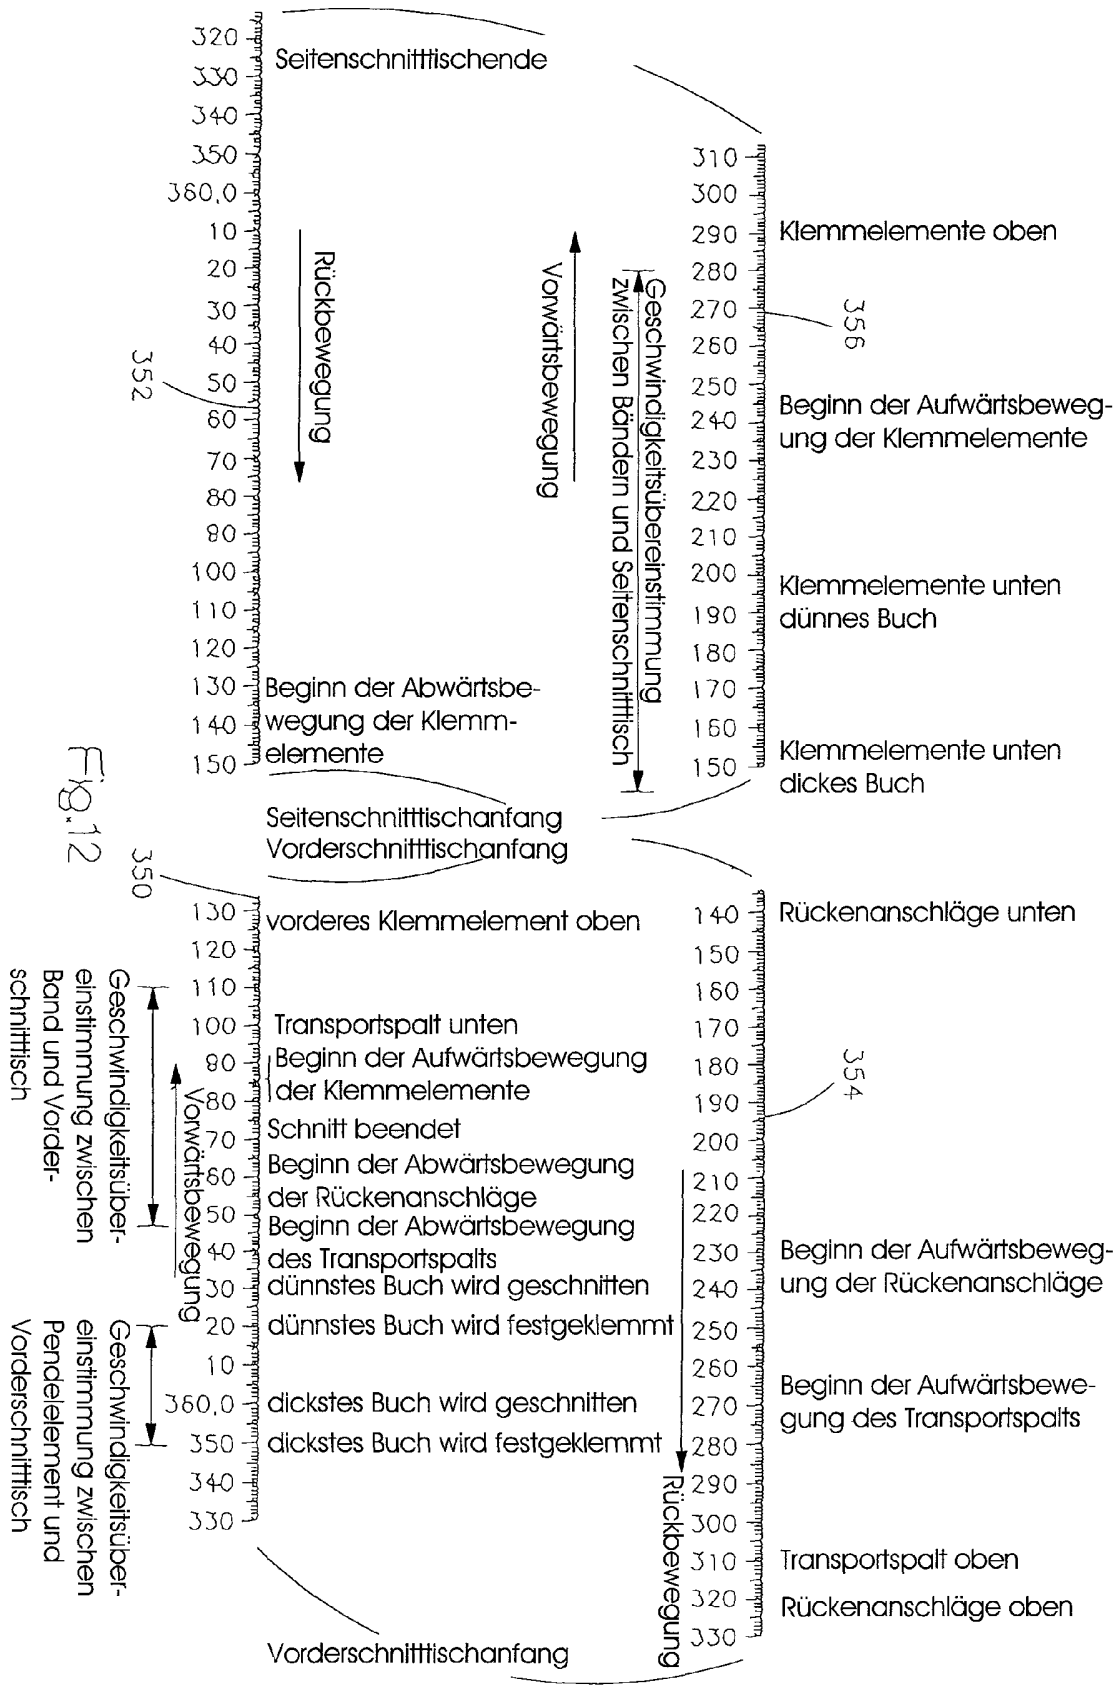 320
Seitenschnitttischende
330
340
350
380,0
10
20
30
40
50
80
70
80
80
100
110
120
130
140
150
Rückbewegung
352
Beginn der Abwärtsbe-
wegung der Klemm-
elemente
Vorwärtsbewegung
Geschwindigkeitsübereinstimmung
zwischen Bändern und Seitenschnitttisch
310
300
290
280
270
260
250
240
230
220
210
200
190
180
170
160
150
Klemmelemente oben
356
Beginn der Aufwärtsbeweg-
ung der Klemmelemente
Klemmelemente unten
dünnes Buch
Klemmelemente unten
dickes Buch
Seitenschnitttischanfang
Vorderschnitttischanfang
Fig.12
350
130
120
110
100
90
80
70
60
50
40
30
20
10
360,0
350
340
330
vorderes Klemmelement oben
Transportspalt unten
Beginn der Aufwärtsbewegung
der Klemmelemente
Schnitt beendet
Beginn der Abwärtsbewegung
der Rückenanschläge
Beginn der Abwärtsbewegung
des Transportspalts
dünnstes Buch wird geschnitten
dünnstes Buch wird festgeklemmt
dickstes Buch wird geschnitten
dickstes Buch wird festgeklemmt
Vorwärtsbewegung
Geschwindigkeitsüber-
einstimmung zwischen
Band und Vorder-
schnitttisch
Geschwindigkeitsüber-
einstimmung zwischen
Pendelelement und
Vorderschnitttisch
140
150
160
170
180
190
200
210
220
230
240
250
260
270
280
290
300
310
320
330
Rückenanschläge unten
354
Beginn der Aufwärtsbeweg-
ung der Rückenanschläge
Beginn der Aufwärtsbewe-
gung des Transportspalts
Transportspalt oben
Rückenanschläge oben
Rückbewegung
Vorderschnitttischanfang